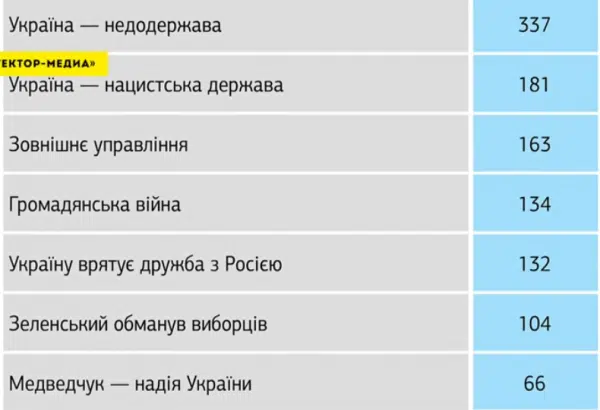 Україна — недодержава 337
ЕКТОР-МЕДИА»
Україна — нацистська держава 181
Зовнішнє управління 163
Громадянська війна 134
Україну врятує дружба з Росією 132
Зеленський обманув виборців 104
Медведчук — надія України 66